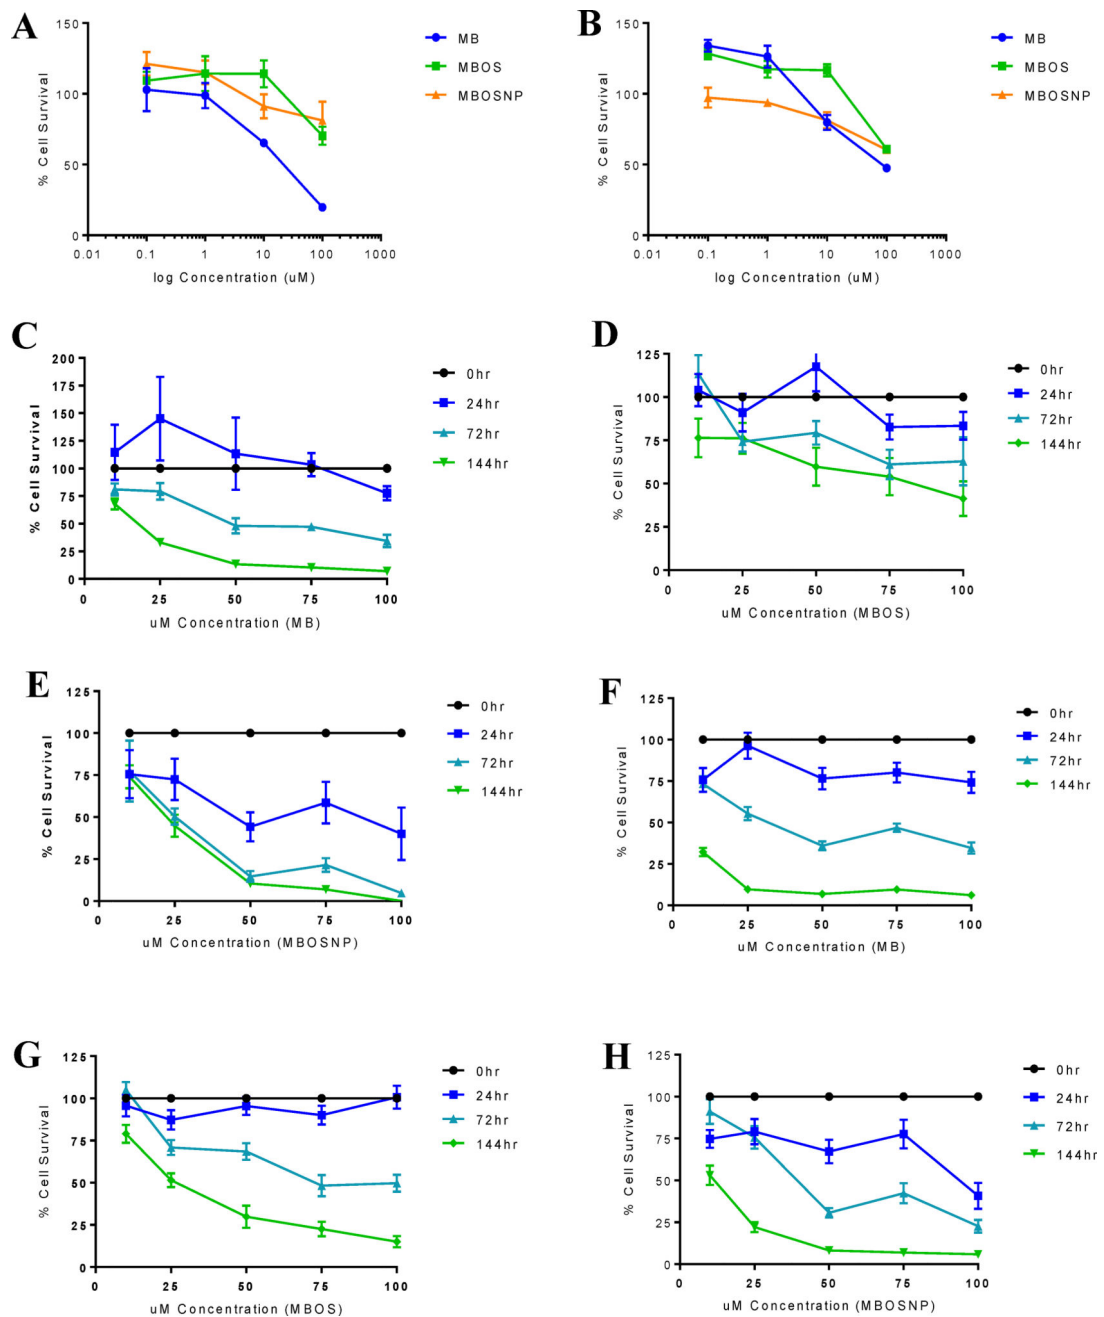 A
150
100
50
0
% Cell Survival
0.01 0.1 1 10 100 1000
log Concentration (uM)
MB
MBOS
MBOSNP
B
150
100
50
0
% Cell Survival
0.01 0.1 1 10 100 1000
log Concentration (uM)
MB
MBOS
MBOSNP
C
200
175
150
125
100
75
50
25
0
% Cell Survival
0 25 50 75 100
uM Concentration (MB)
0hr
24hr
72hr
144hr
D
125
100
75
50
25
0
% Cell Survival
0 25 50 75 100
uM Concentration (MBOS)
0hr
24hr
72hr
144hr
E
125
100
75
50
25
0
% Cell Survival
0 25 50 75 100
uM Concentration (MBOSNP)
0hr
24hr
72hr
144hr
F
125
100
75
50
25
0
% Cell Survival
0 25 50 75 100
uM Concentration (MB)
0hr
24hr
72hr
144hr
G
125
100
75
50
25
0
% Cell Survival
0 25 50 75 100
uM Concentration (MBOS)
0hr
24hr
72hr
144hr
H
125
100
75
50
25
0
% Cell Survival
0 25 50 75 100
uM Concentration (MBOSNP)
0hr
24hr
72hr
144hr